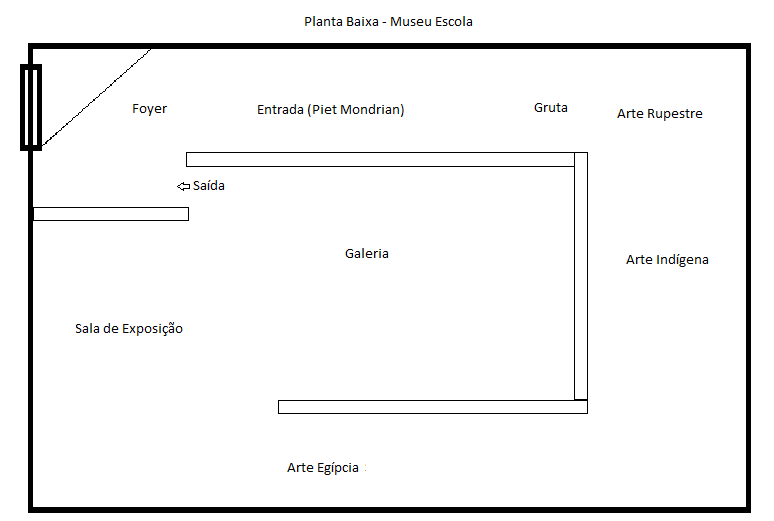 Planta Baixa - Museu Escola
Foyer
Entrada (Piet Mondrian)
Gruta
Arte Rupestre
Saída
Galeria
Arte Indígena
Sala de Exposição
Arte Egípcia